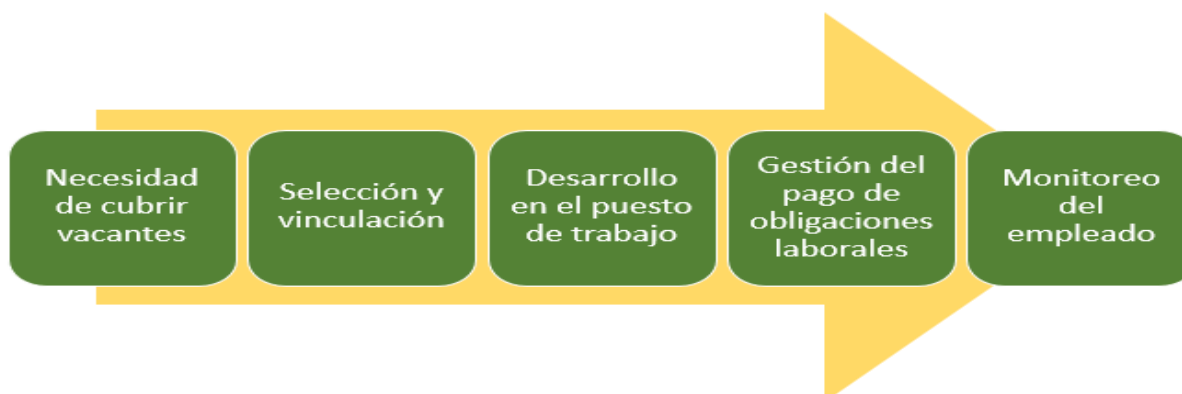 Necesidad
de cubrir
vacantes
Selección y
vinculación
Desarrollo
en el puesto
de trabajo
Gestión del
pago de
obligaciones
laborales
Monitoreo
del
empleado